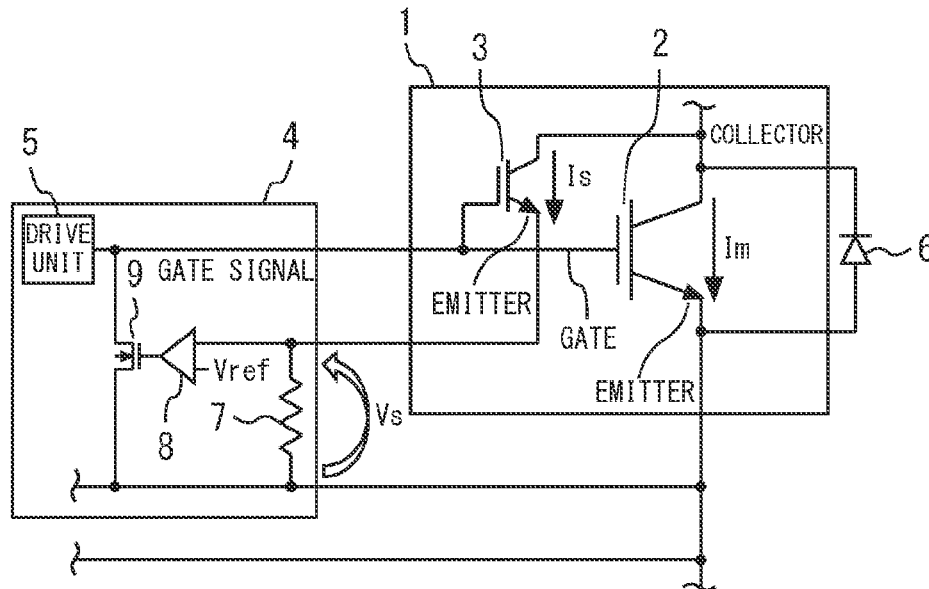 1
3
2
COLLECTOR
5
4
Is
DRIVE
UNIT
Im
6
GATE SIGNAL
9
EMITTER
GATE
Vref
EMITTER
8
7
Vs